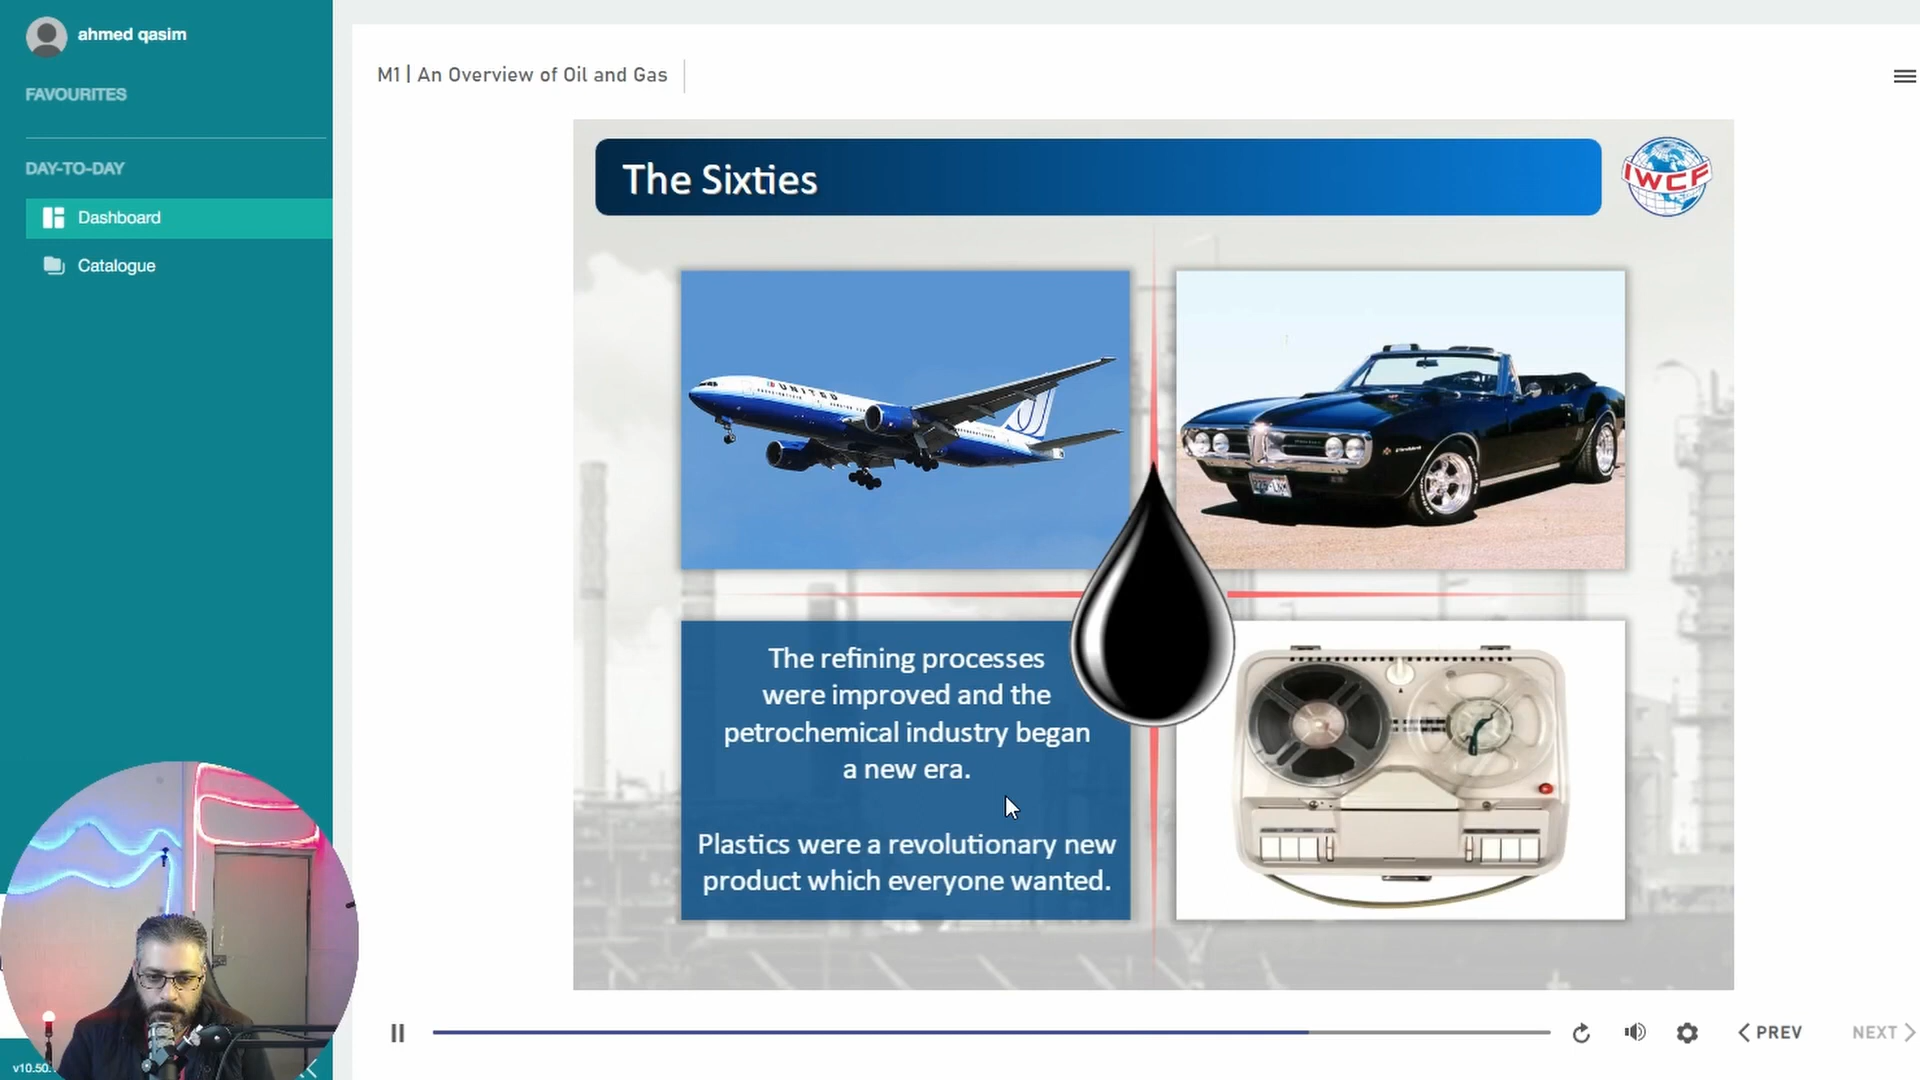 ahmed qasim
FAVOURITES
DAY-TO-DAY
Dashboard
Catalogue
M1 | An Overview of Oil and Gas
The Sixties
IWCF
UNITED
The refining processes
were improved and the
petrochemical industry began
a new era.
Plastics were a revolutionary new
product which everyone wanted.
PREV
NEXT
v10.50.